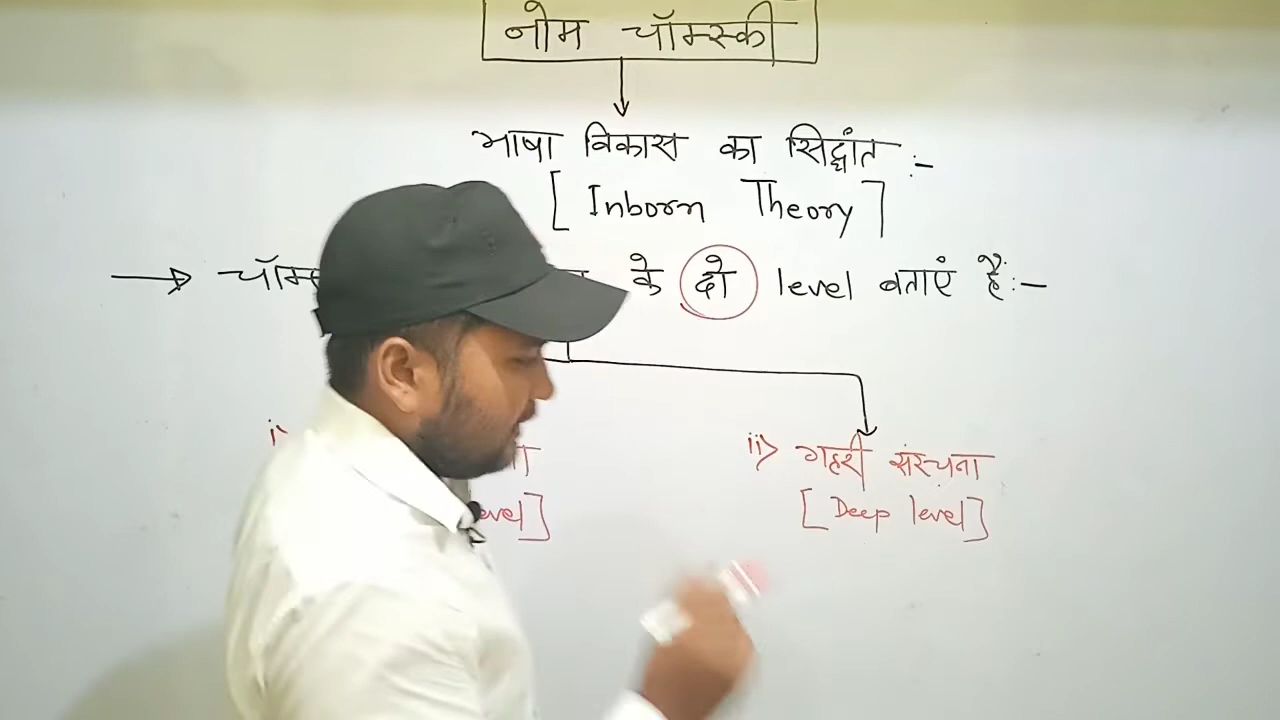 नोम चॉम्स्की
भाषा विकास का सिद्धांत :-
[ Inborn Theory ]
के दो level बताएं हैं:-
i)
ii) गहरी संरचना
[ Deep level ]